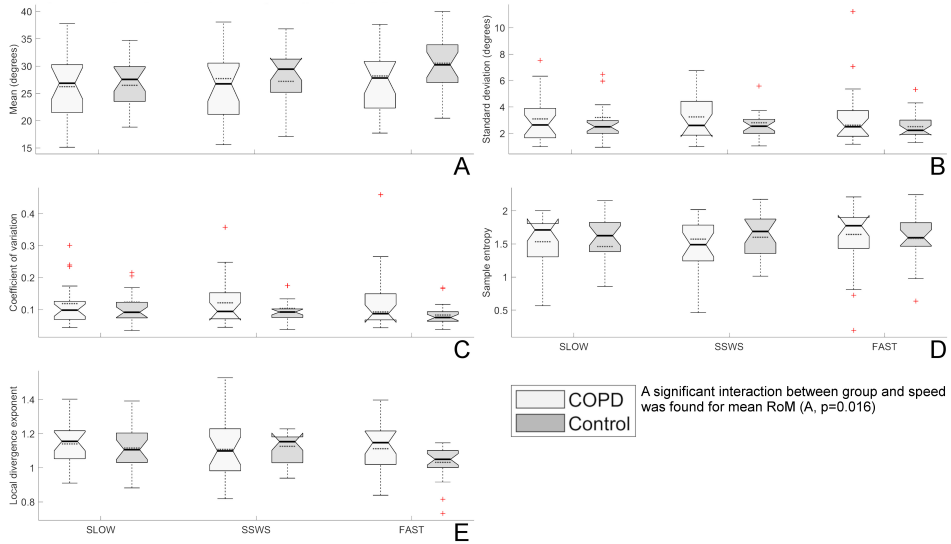 40
35
30
25
20
15
Mean (degrees)
A
10
8
6
4
2
Standard deviation (degrees)
B
0.4
0.3
0.2
0.1
Coefficient of variation
C
2
1.5
1
0.5
Sample entropy
SLOW SSWS FAST
D
1.4
1.2
1
0.8
Local divergence exponent
SLOW SSWS FAST
E
COPD
Control
A significant interaction between group and speed
was found for mean RoM (A, p=0.016)